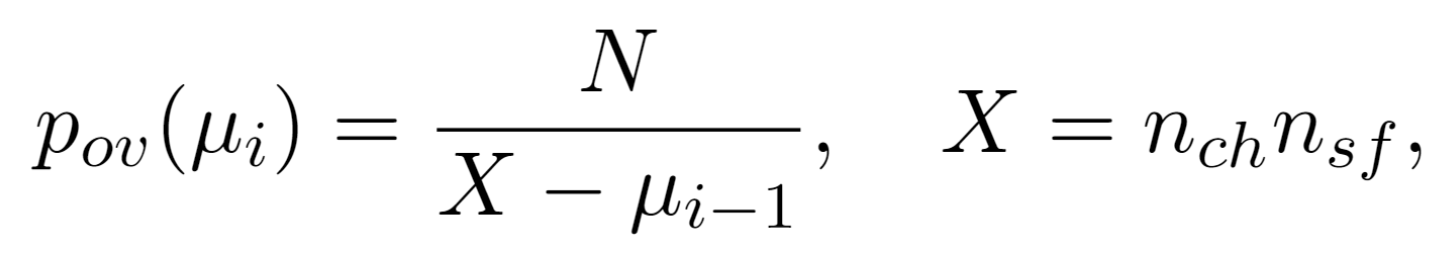 p_{ov}(\mu_i) = \frac{N}{X - \mu_{i-1}}, \quad X = n_{ch} n_{sf},